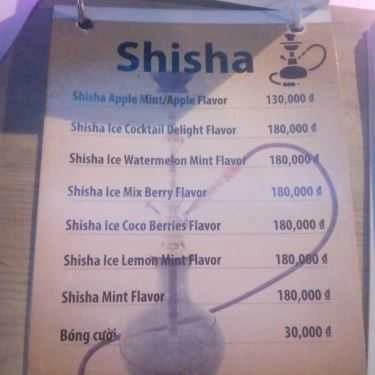 Shisha
Shisha Apple Mint/Apple Flavor 130,000 đ
Shisha Ice Cocktail Delight Flavor 180,000 đ
Shisha Ice Watermelon Mint Flavor 180,000 đ
Shisha Ice Mix Berry Flavor 180,000 đ
Shisha Ice Coco Berries Flavor 180,000 đ
Shisha Ice Lemon Mint Flavor 180,000 đ
Shisha Mint Flavor 180,000 đ
Bóng cười 30,000 đ